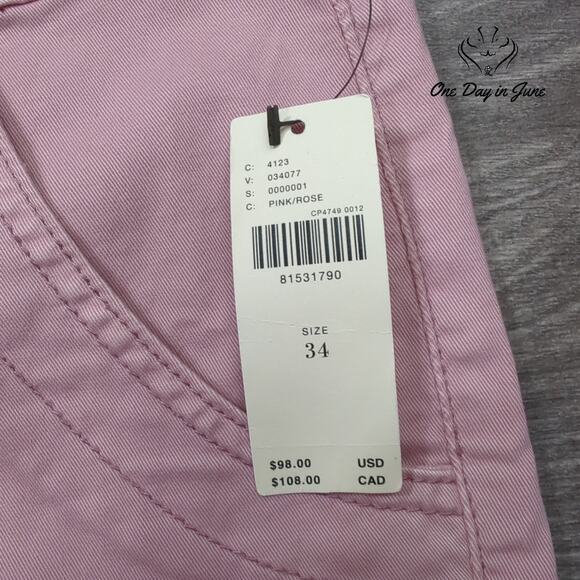 One Day in June
C: 4123
V: 034077
S: 0000001
C: PINK/ROSE
CP4749 0012
81531790
SIZE
34
$98.00 USD
$108.00 CAD